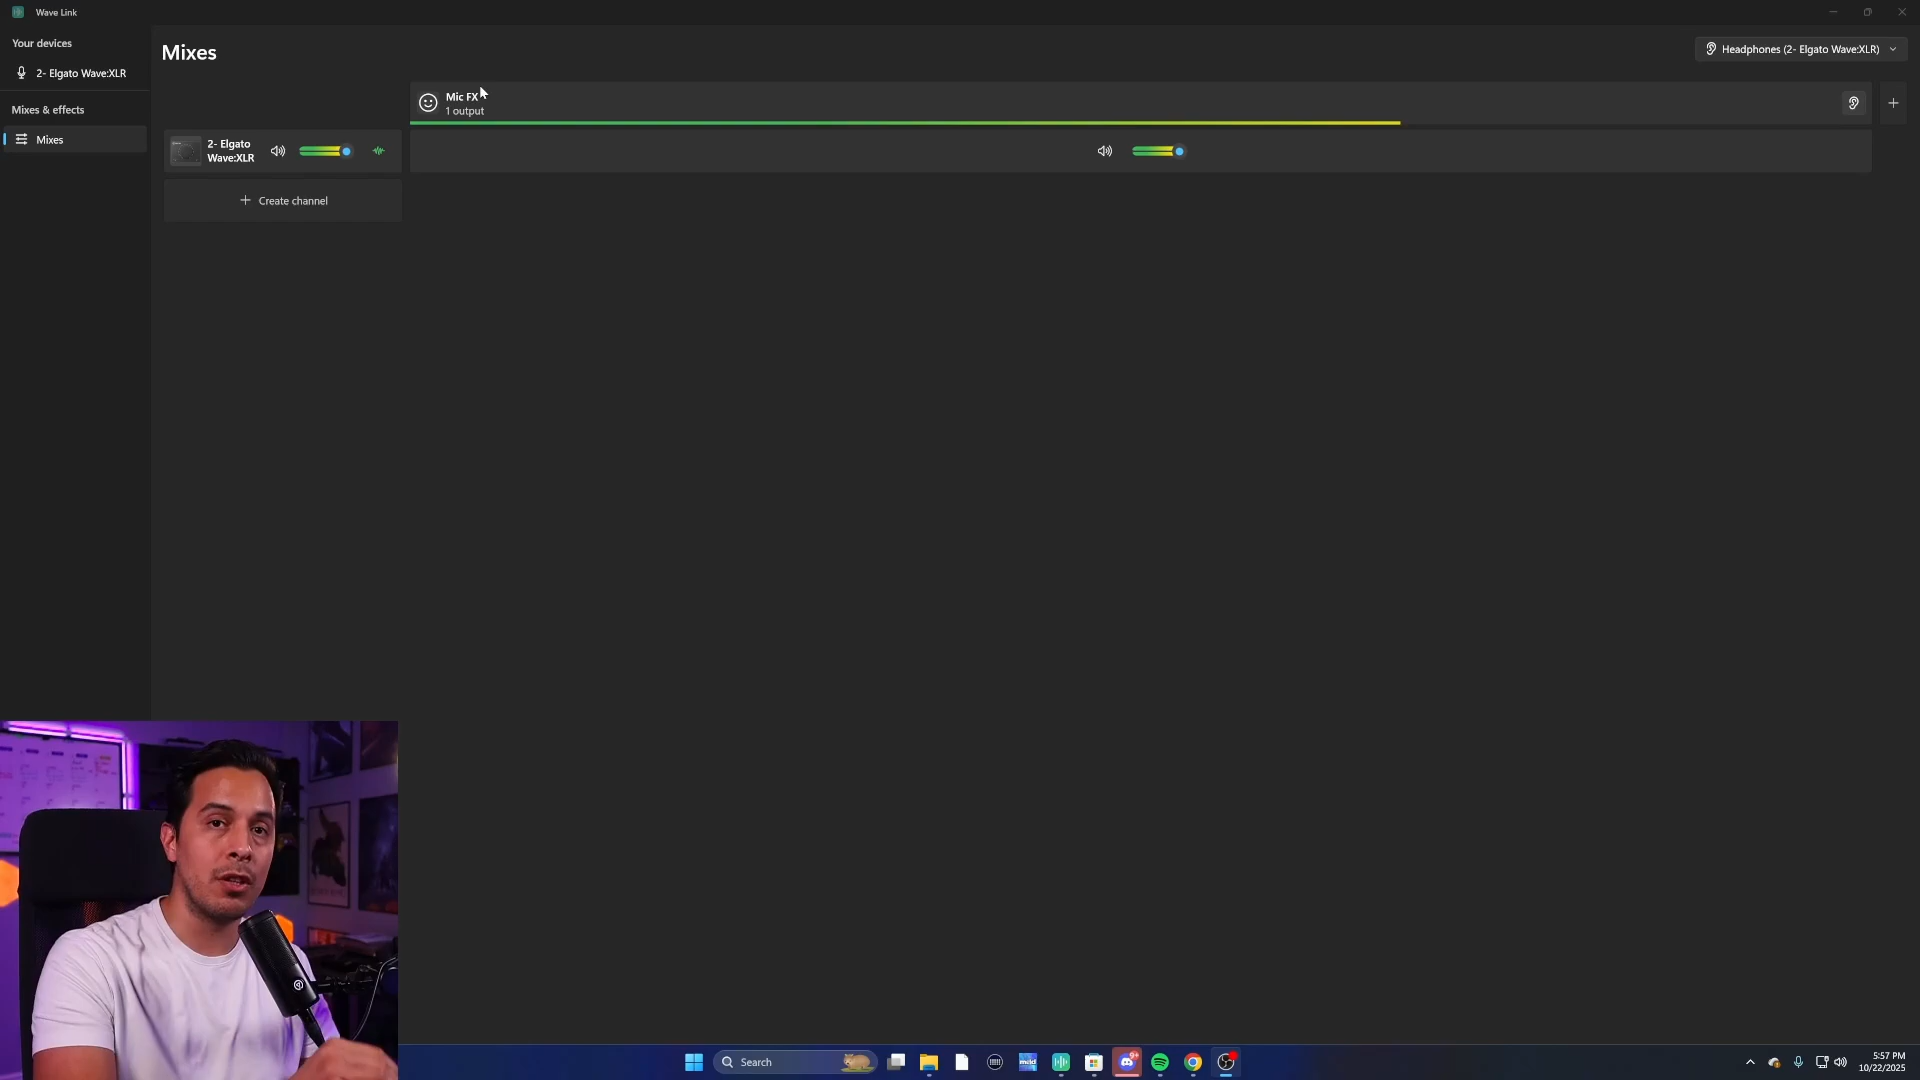 Wave Link
Your devices
2- Elgato Wave:XLR
Mixes & effects
Mixes
Mixes
Headphones (2- Elgato Wave:XLR)
Mic FX
1 output
2- Elgato
Wave:XLR
Create channel
Search
9+
5:57 PM
10/22/2025